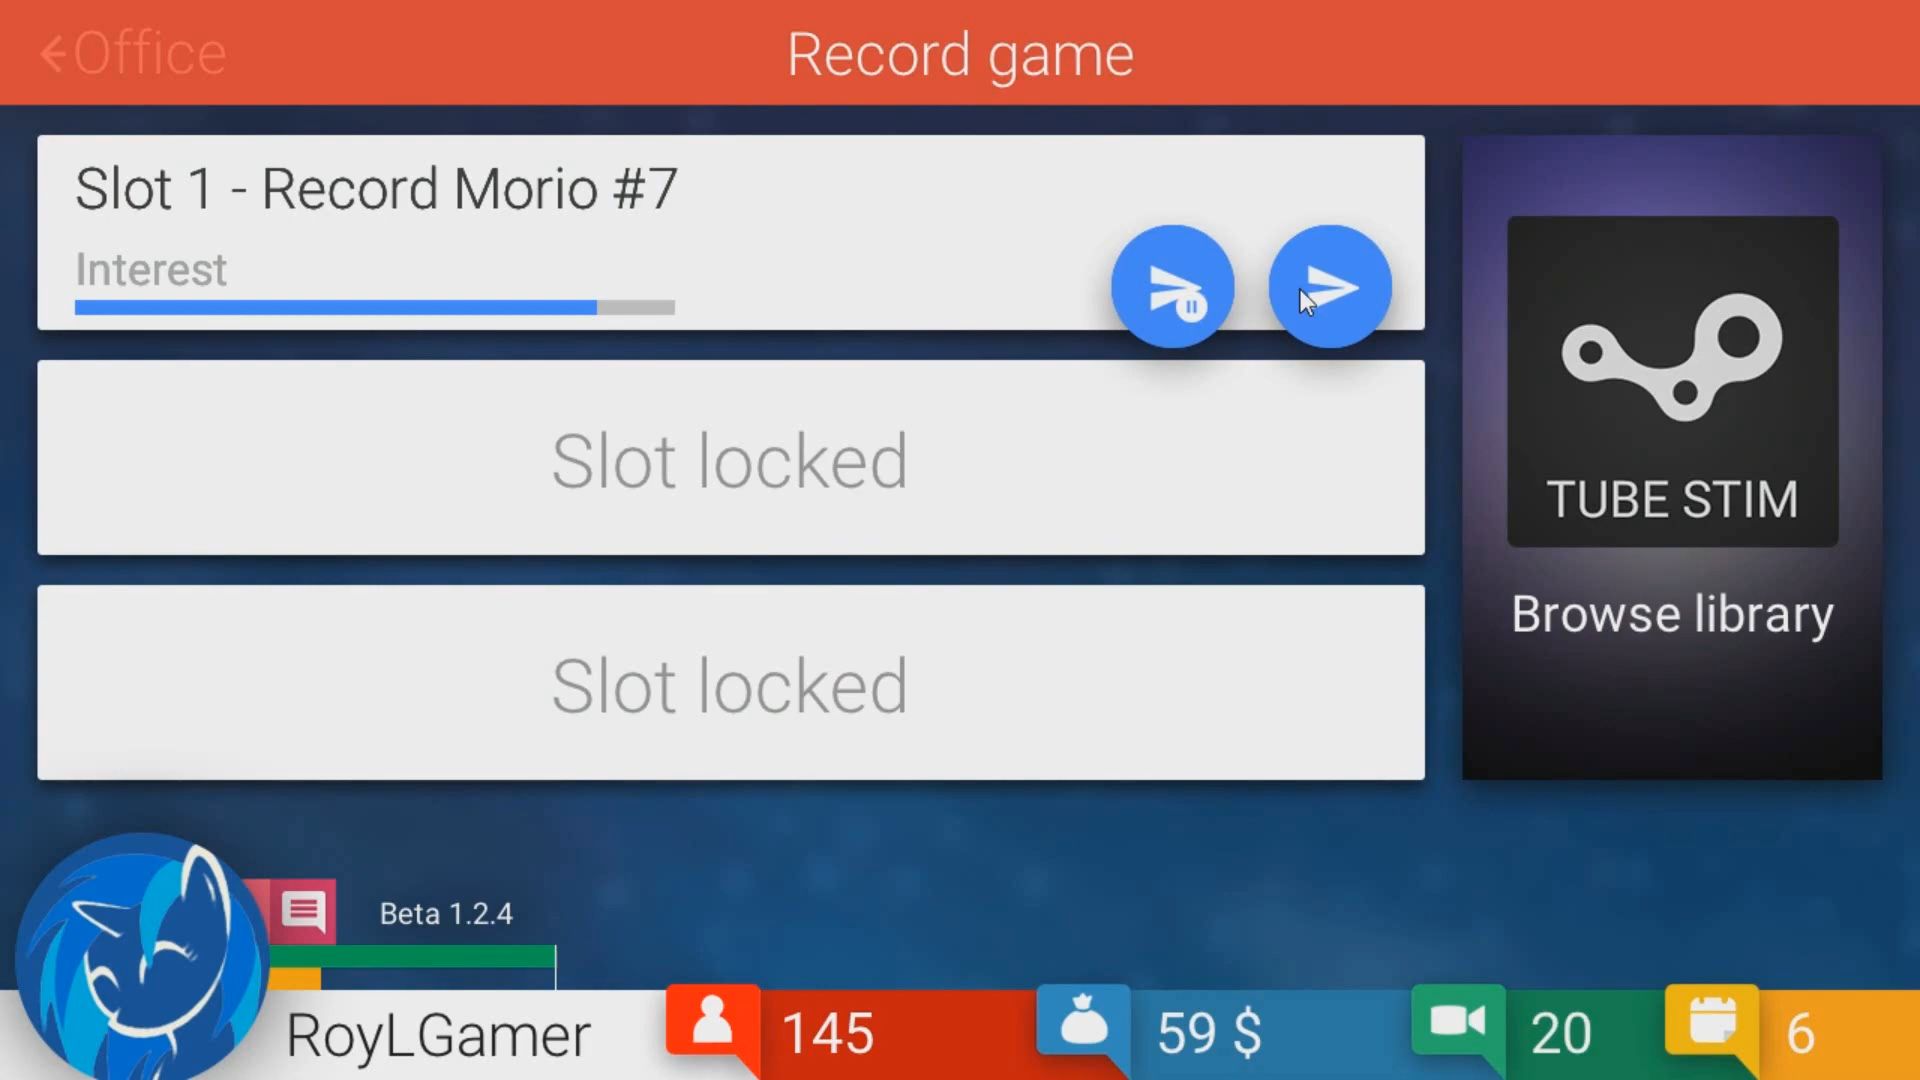 Office
Record game
Slot 1 - Record Morio #7
Interest
Slot locked
Slot locked
TUBE STIM
Browse library
Beta 1.2.4
RoyLGamer
145
59 $
20
6